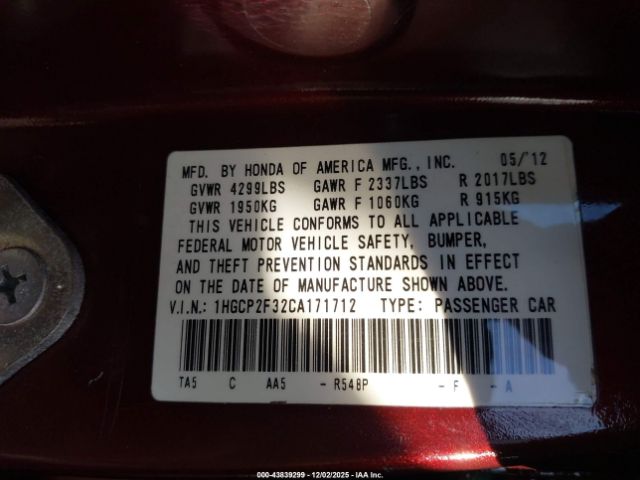 MFD. BY HONDA OF AMERICA MFG., INC. 05/'12
GVWR 4299LBS GAWR F 2337LBS R 2017LBS
GVWR 1950KG GAWR F 1060KG R 915KG
THIS VEHICLE CONFORMS TO ALL APPLICABLE
FEDERAL MOTOR VEHICLE SAFETY, BUMPER,
AND THEFT PREVENTION STANDARDS IN EFFECT
ON THE DATE OF MANUFACTURE SHOWN ABOVE.
V.I.N.: 1HGCP2F32CA171712 TYPE: PASSENGER CAR
TA5 C AA5 - R548P - F - A
000-43839299 - 12/02/2025 - IAA Inc.